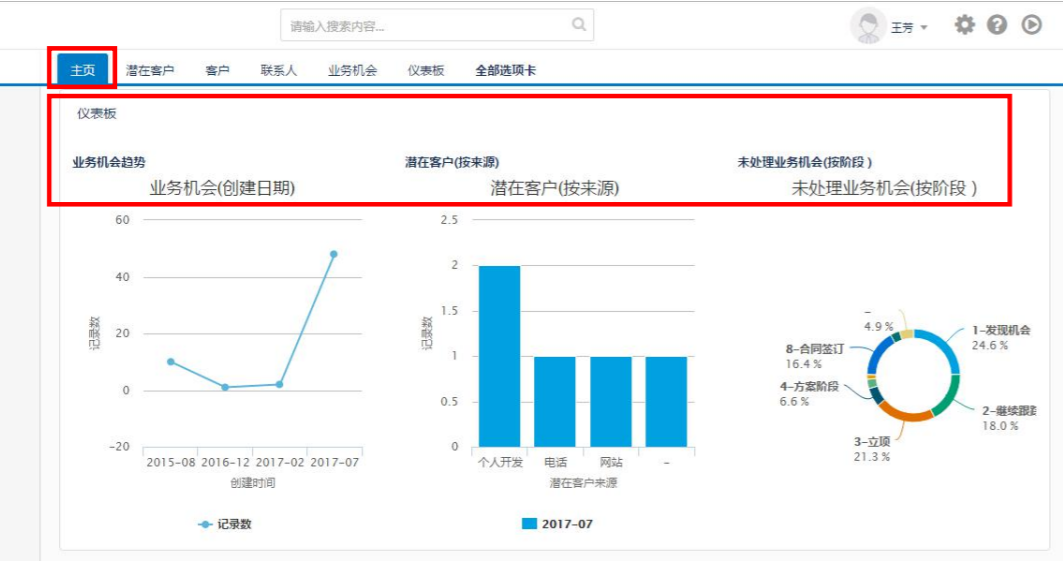 请输入搜索内容...
王芳
主页 潜在客户 客户 联系人 业务机会 仪表板 全部选项卡
仪表板
业务机会趋势
业务机会(创建日期)
60
40
20
0
-20
记录数
2015-08 2016-12 2017-02 2017-07
创建时间
记录数
潜在客户(按来源)
潜在客户(按来源)
2.5
2
1.5
1
0.5
0
记录数
个人开发 电话 网站 -
潜在客户来源
2017-07
未处理业务机会(按阶段 )
未处理业务机会(按阶段 )
-
4.9 %
1-发现机会
24.6 %
8-合同签订
16.4 %
4-方案阶段
6.6 %
2-继续跟踪
18.0 %
3-立项
21.3 %